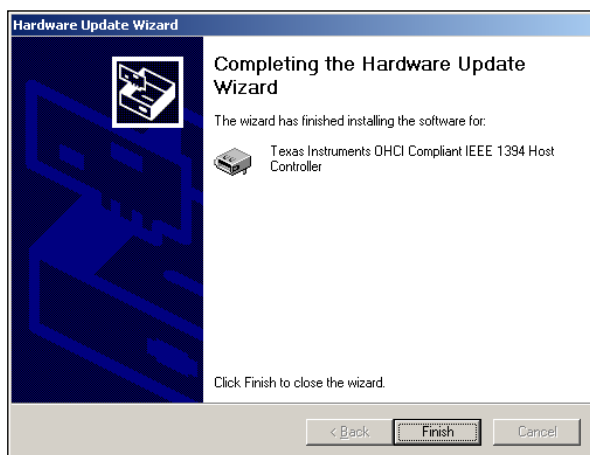 Hardware Update Wizard
Completing the Hardware Update
Wizard
The wizard has finished installing the software for:
Texas Instruments OHCI Compliant IEEE 1394 Host
Controller
Click Finish to close the wizard.
< Back Finish Cancel